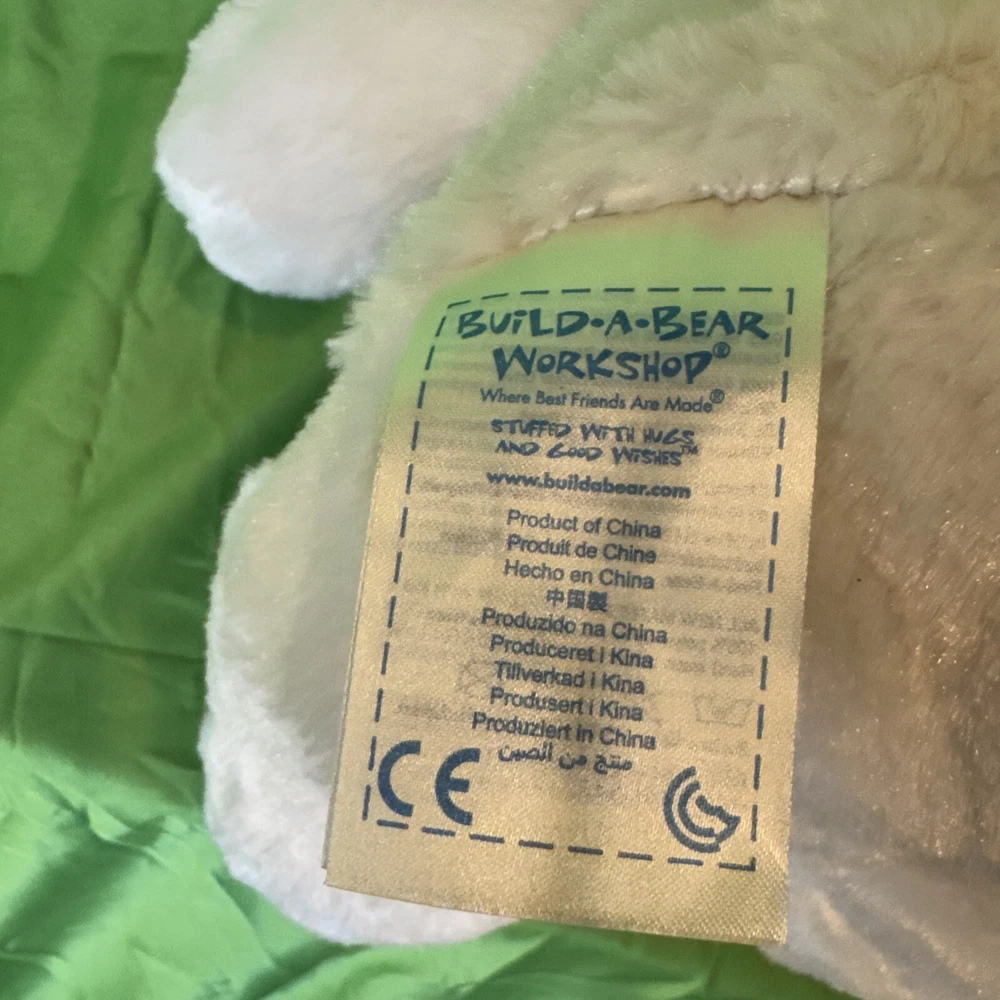 BUiLD•A•BEAR
WORKSHOP®
Where Best Friends Are Made®
STUFFED WITH HUGS
AND GOOD WISHES™
www.buildabear.com
Product of China
Produit de Chine
Hecho en China
中国製
Produzido na China
Produceret i Kina
Tillverkad i Kina
Produsert i Kina
Produziert in China
منتج من الصين
CE